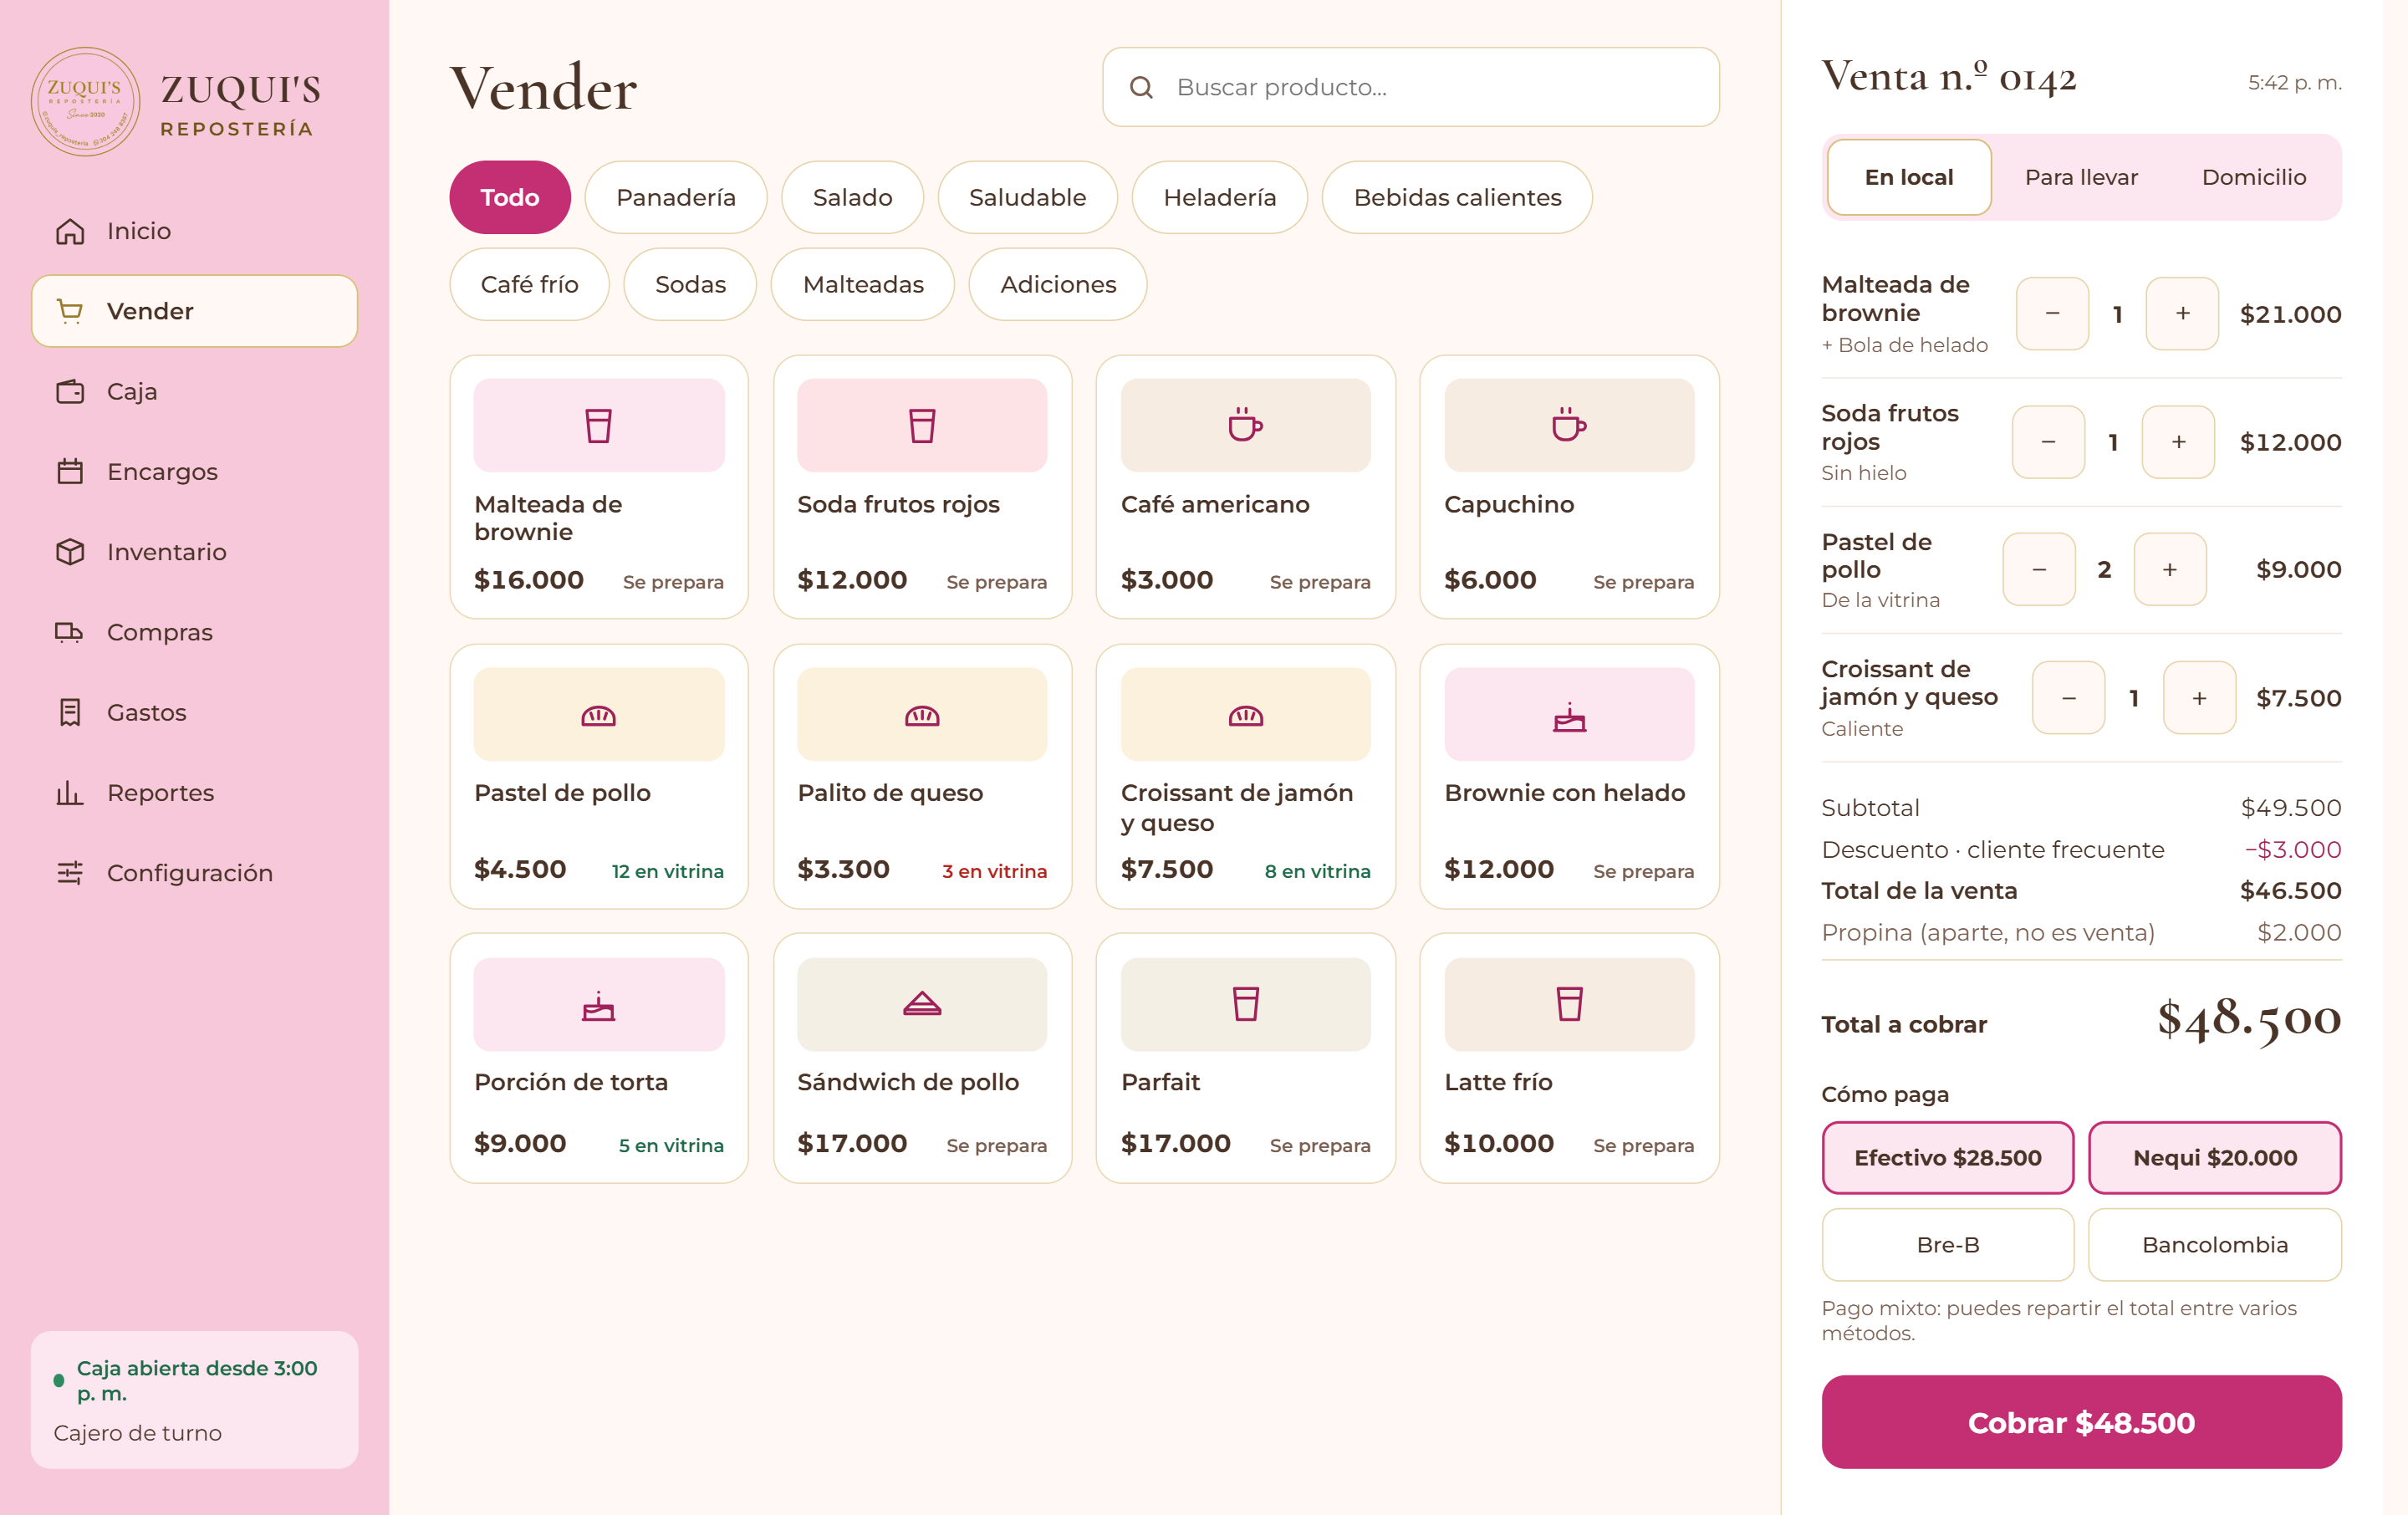 ZUQUI'S
REPOSTERÍA
Since 2020
ZUQUI'S
REPOSTERÍA
Inicio
Vender
Caja
Encargos
Inventario
Compras
Gastos
Reportes
Configuración
Caja abierta desde 3:00
p. m.
Cajero de turno
Vender
Buscar producto...
Todo
Panadería
Salado
Saludable
Heladería
Bebidas calientes
Café frío
Sodas
Malteadas
Adiciones
Malteada de
brownie
$16.000 Se prepara
Soda frutos rojos
$12.000 Se prepara
Café americano
$3.000 Se prepara
Capuchino
$6.000 Se prepara
Pastel de pollo
$4.500 12 en vitrina
Palito de queso
$3.300 3 en vitrina
Croissant de jamón
y queso
$7.500 8 en vitrina
Brownie con helado
$12.000 Se prepara
Porción de torta
$9.000 5 en vitrina
Sándwich de pollo
$17.000 Se prepara
Parfait
$17.000 Se prepara
Latte frío
$10.000 Se prepara
Venta n.º 0142
5:42 p. m.
En local
Para llevar
Domicilio
Malteada de
brownie
+ Bola de helado
− 1 + $21.000
Soda frutos
rojos
Sin hielo
− 1 + $12.000
Pastel de
pollo
De la vitrina
− 2 + $9.000
Croissant de
jamón y queso
Caliente
− 1 + $7.500
Subtotal $49.500
Descuento · cliente frecuente −$3.000
Total de la venta $46.500
Propina (aparte, no es venta) $2.000
Total a cobrar $48.500
Cómo paga
Efectivo $28.500
Nequi $20.000
Bre-B
Bancolombia
Pago mixto: puedes repartir el total entre varios
métodos.
Cobrar $48.500